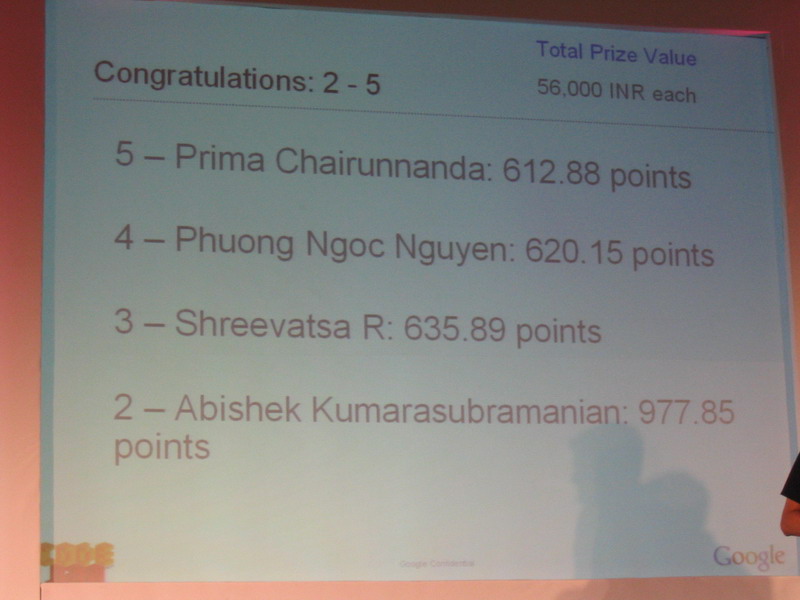 Total Prize Value
Congratulations: 2 - 5
56,000 INR each
5 – Prima Chairunnanda: 612.88 points
4 – Phuong Ngoc Nguyen: 620.15 points
3 – Shreevatsa R: 635.89 points
2 – Abishek Kumarasubramanian: 977.85
points
CODE
Google Confidential
Google